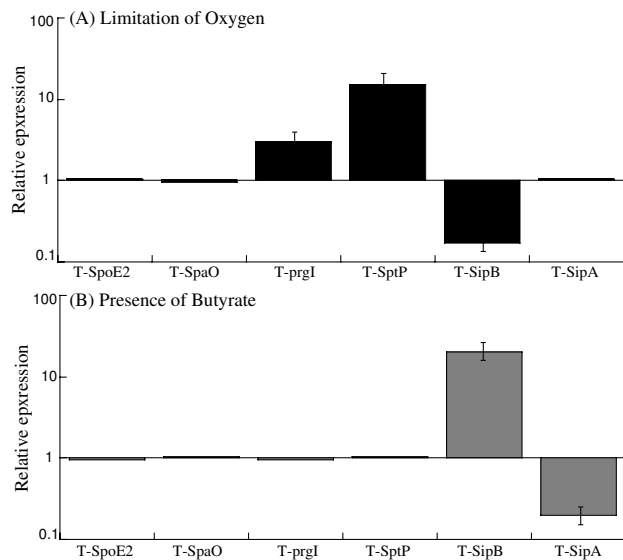 (A) Limitation of Oxygen
100
10
1
0.1
Relative epxression
T-SpoE2 T-SpaO T-prgI T-SptP T-SipB T-SipA
(B) Presence of Butyrate
100
10
1
0.1
Relative epxression
T-SpoE2 T-SpaO T-prgI T-SptP T-SipB T-SipA